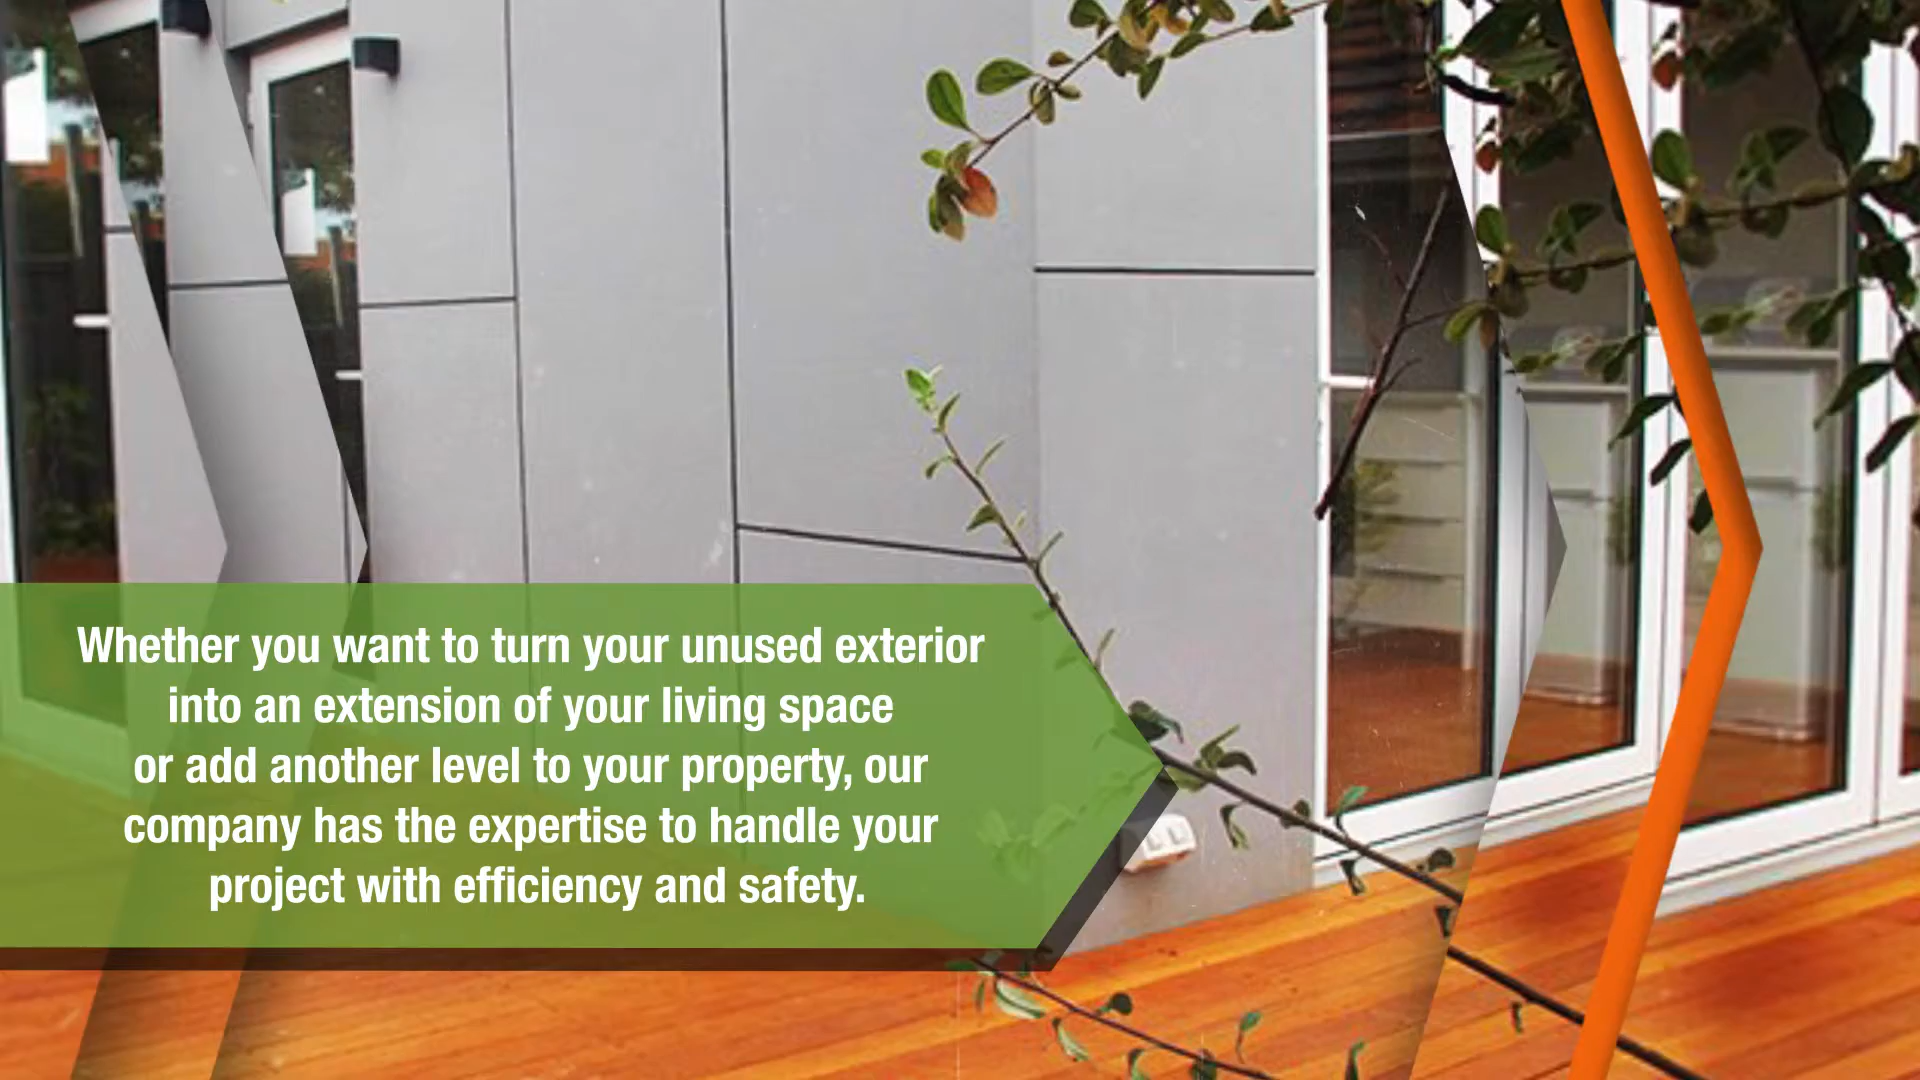 Whether you want to turn your unused exterior
into an extension of your living space
or add another level to your property, our
company has the expertise to handle your
project with efficiency and safety.